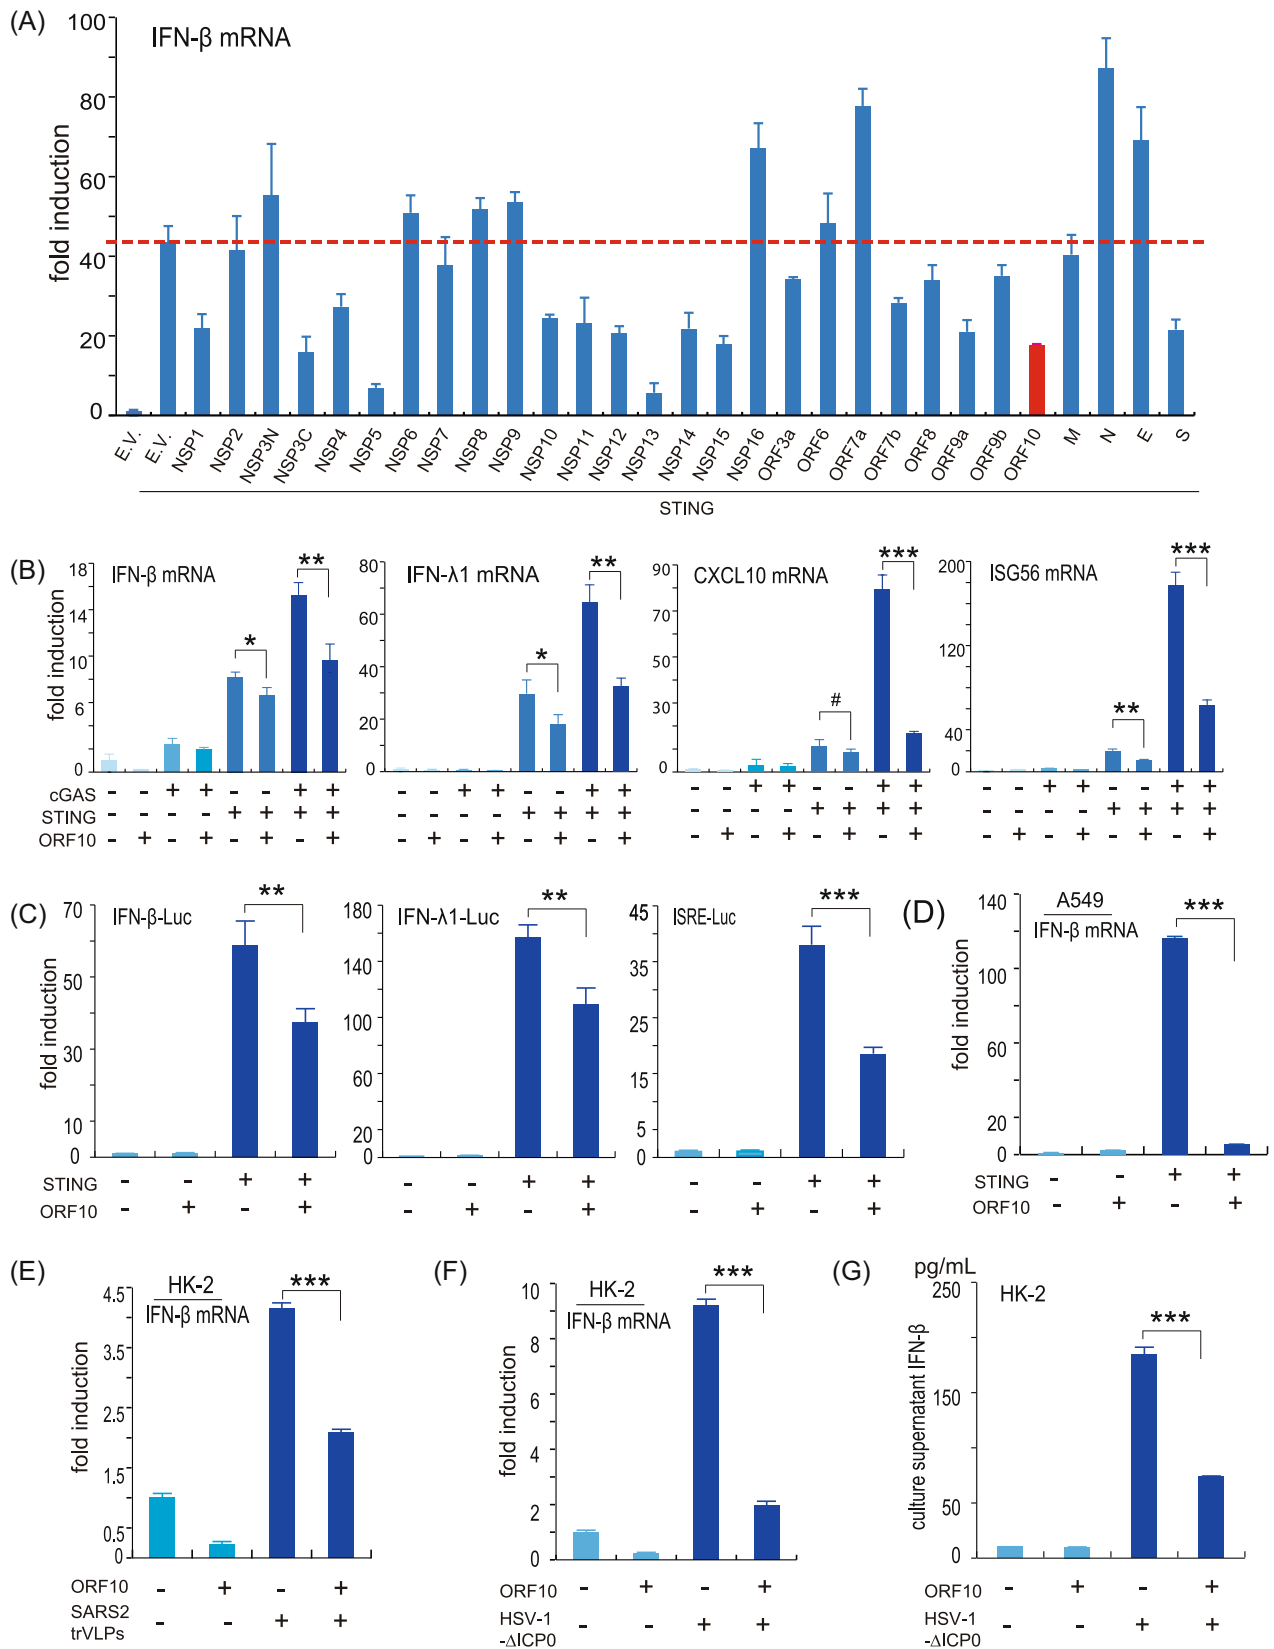 (A)
IFN-β mRNA
fold induction
100
80
60
40
20
0
E.V. E.V. NSP1 NSP2 NSP3N NSP3C NSP4 NSP5 NSP6 NSP7 NSP8 NSP9 NSP10 NSP11 NSP12 NSP13 NSP14 NSP15 NSP16 ORF3a ORF6 ORF7a ORF7b ORF8 ORF9a ORF9b ORF10 M N E S
STING
(B)
fold induction
IFN-β mRNA
18
14
10
6
2
0
* **
IFN-λ1 mRNA
80
60
40
20
0
* **
CXCL10 mRNA
90
70
50
30
10
0
# ***
ISG56 mRNA
200
120
40
20
0
** ***
cGAS - - + + - - + + - - + + - - + + - - + + - - + + - - + + - - + +
STING - - - - + + + + - - - - + + + + - - - - + + + + - - - - + + + +
ORF10 - + - + - + - + - + - + - + - + - + - + - + - + - + - + - + - +
(C)
fold induction
IFN-β-Luc
70
50
30
10
0
**
IFN-λ1-Luc
180
140
100
60
20
0
**
ISRE-Luc
45
35
25
15
5
0
***
STING - - + + - - + + - - + +
ORF10 - + - + - + - + - + - +
(D)
A549
IFN-β mRNA
fold induction
140
100
60
20
0
***
STING - - + +
ORF10 - + - +
(E)
HK-2
IFN-β mRNA
fold induction
4.5
3.5
2.5
1.5
0.5
0
***
ORF10 - + - +
SARS2 - - + +
trVLPs
(F)
HK-2
IFN-β mRNA
fold induction
10
8
6
4
2
0
***
ORF10 - + - +
HSV-1 - - + +
-ΔICP0
(G)
pg/mL
HK-2
culture supernatant IFN-β
250
150
50
0
***
ORF10 - + - +
HSV-1 - - + +
-ΔICP0